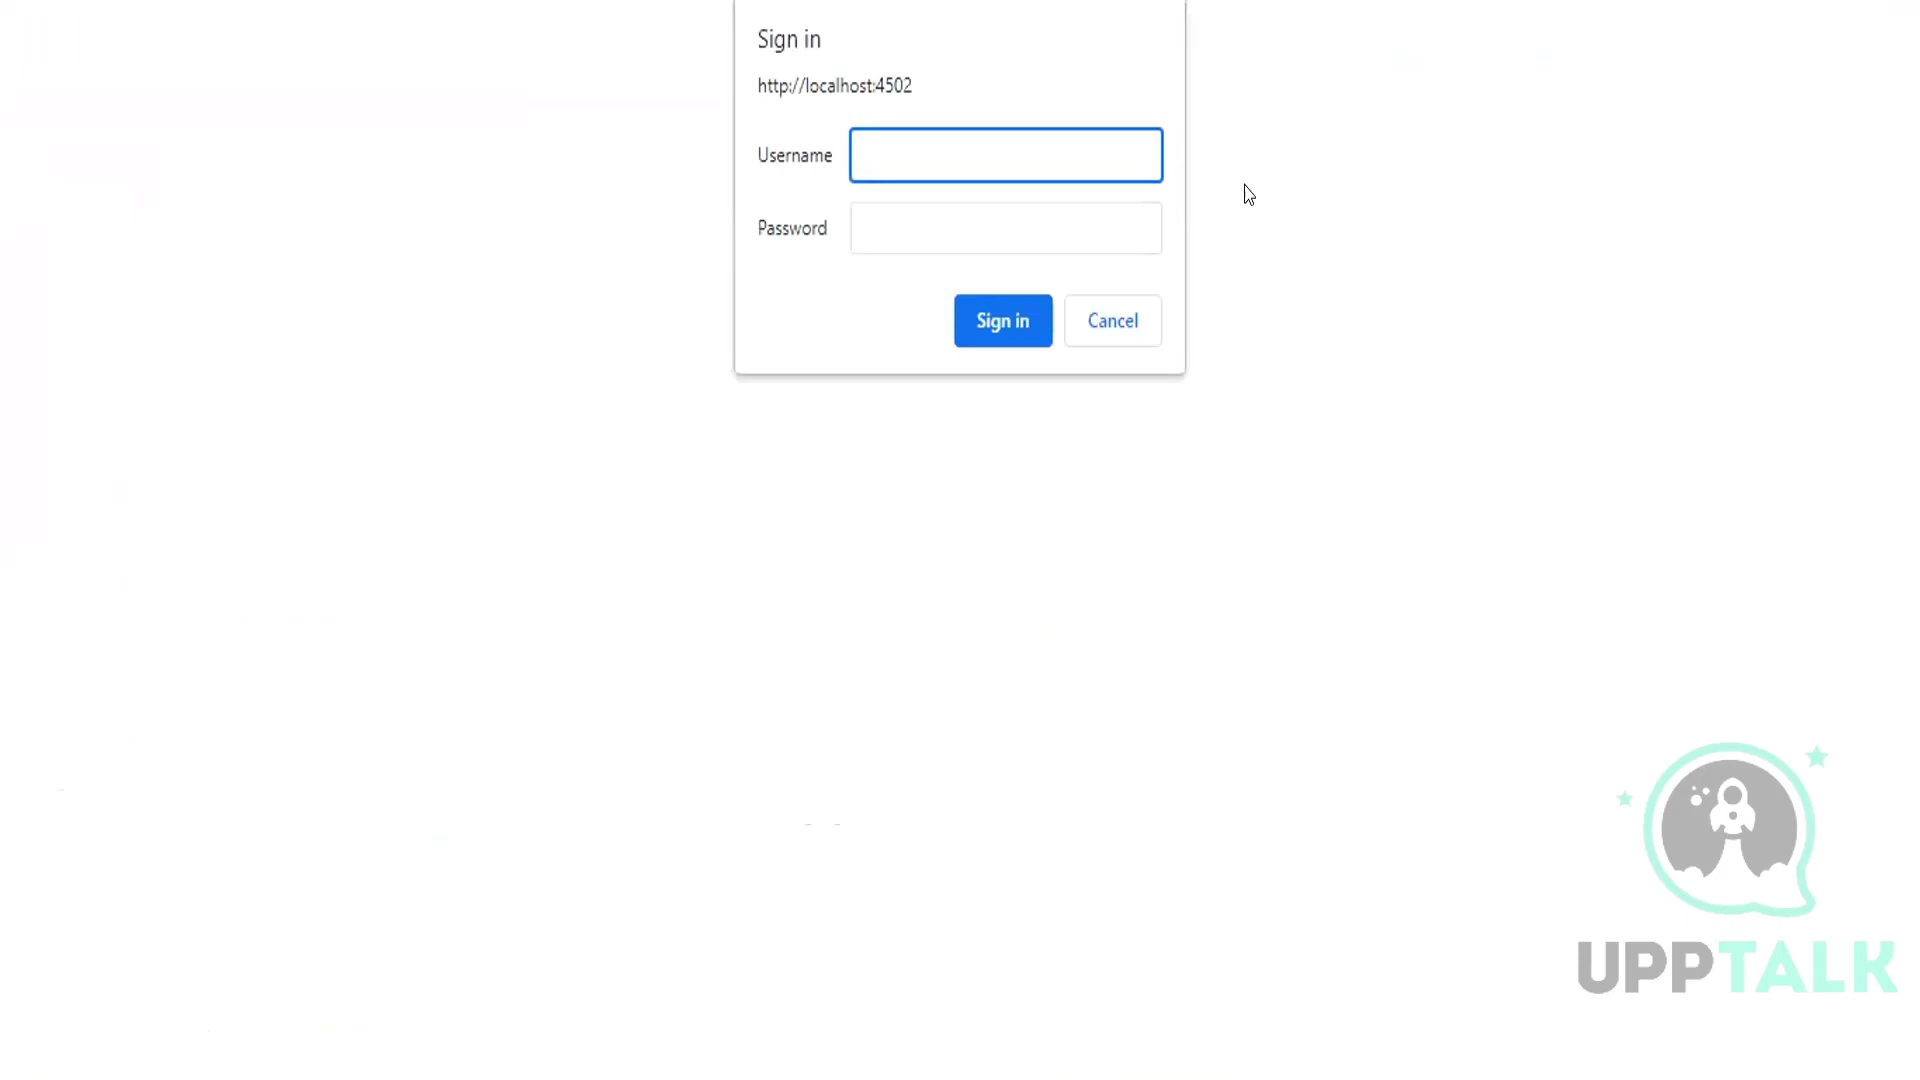 Sign in
http://localhost:4502
Username
Password
Sign in Cancel
UPPTALK